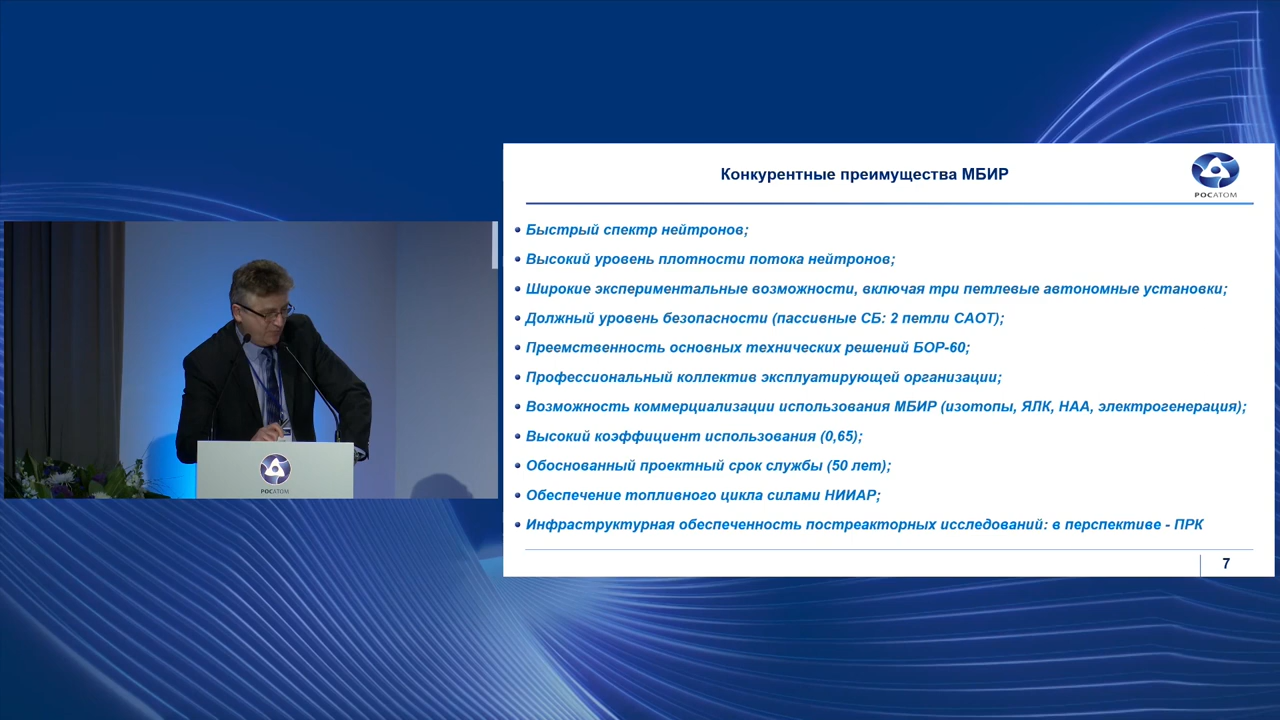 Конкурентные преимущества МБИР
РОСАТОМ
Быстрый спектр нейтронов;
Высокий уровень плотности потока нейтронов;
Широкие экспериментальные возможности, включая три петлевые автономные установки;
Должный уровень безопасности (пассивные СБ: 2 петли САОТ);
Преемственность основных технических решений БОР-60;
Профессиональный коллектив эксплуатирующей организации;
Возможность коммерциализации использования МБИР (изотопы, ЯЛК, НАА, электрогенерация);
Высокий коэффициент использования (0,65);
Обоснованный проектный срок службы (50 лет);
Обеспечение топливного цикла силами НИИАР;
Инфраструктурная обеспеченность постреакторных исследований: в перспективе - ПРК
7
РОСАТОМ